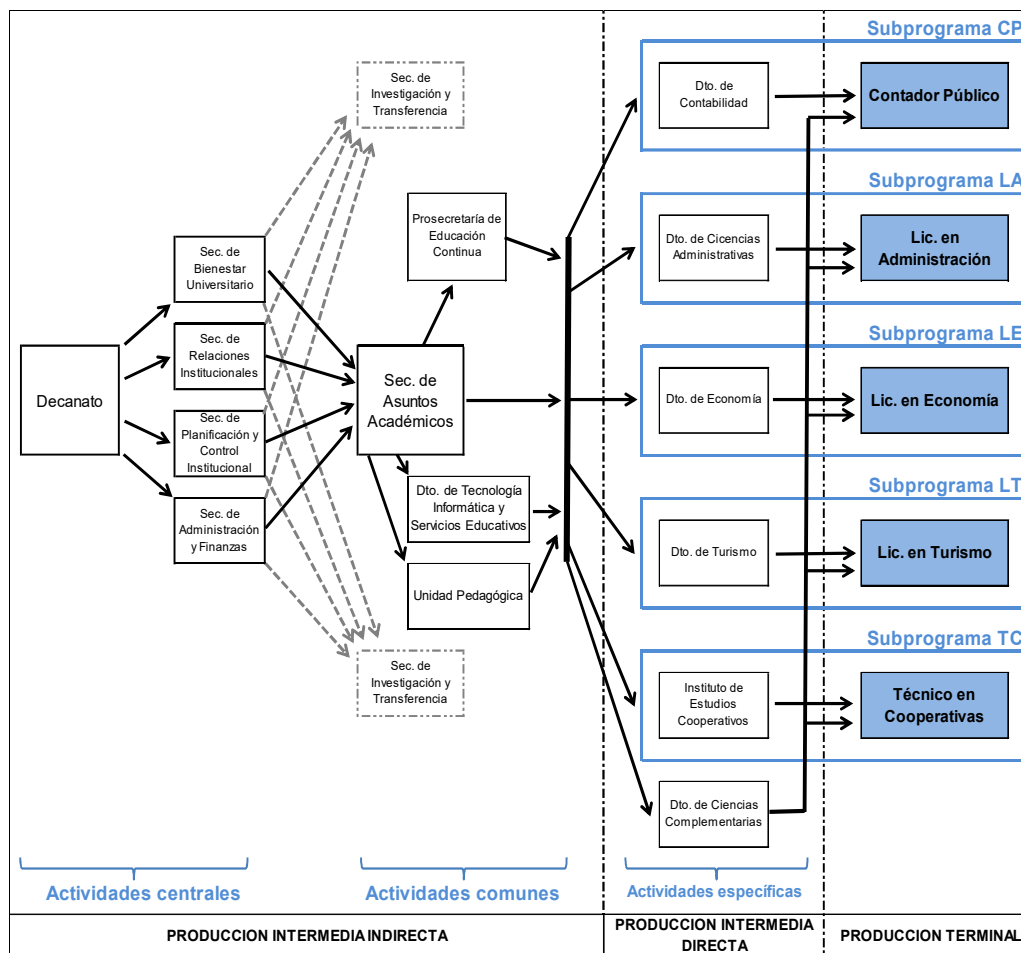 Subprograma CP
Sec. de
Investigación y
Transferencia
Dto. de
Contabilidad
Contador Público
Subprograma LA
Prosecretaría de
Educación
Continua
Dto. de Cicencias
Administrativas
Lic. en
Administración
Sec. de
Bienestar
Universitario
Sec. de
Relaciones
Institucionales
Subprograma LE
Decanato
Sec. de
Asuntos
Académicos
Dto. de Economía
Lic. en Economía
Sec. de
Planificación y
Control
Institucional
Subprograma LT
Sec. de
Administración
y Finanzas
Dto. de Tecnología
Informática y
Servicios Educativos
Dto. de Turismo
Lic. en Turismo
Unidad Pedagógica
Subprograma TC
Sec. de
Investigación y
Transferencia
Instituto de
Estudios
Cooperativos
Técnico en
Cooperativas
Dto. de Ciencias
Complementarias
Actividades centrales
Actividades comunes
Actividades específicas
PRODUCCION INTERMEDIA INDIRECTA
PRODUCCION INTERMEDIA
DIRECTA
PRODUCCION TERMINAL